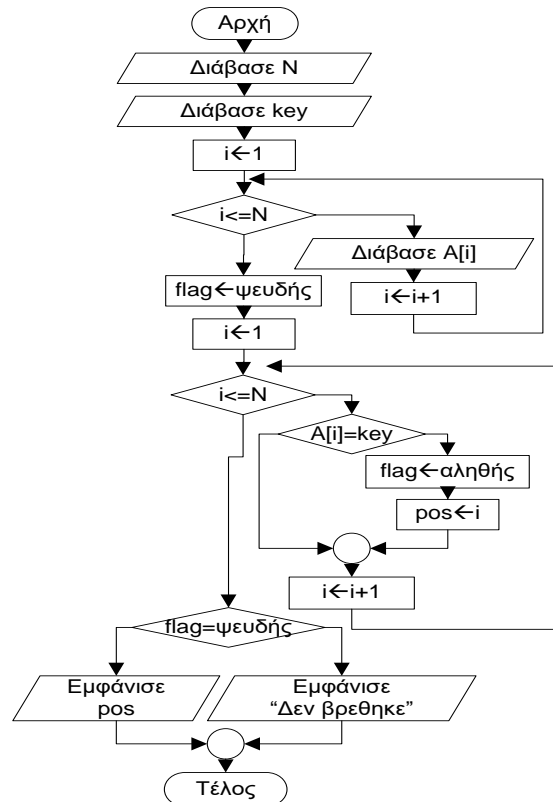 Αρχή
Διάβασε N
Διάβασε key
i←1
i<=N
Διάβασε A[i]
i←i+1
flag←ψευδής
i←1
i<=N
A[i]=key
flag←αληθής
pos←i
i←i+1
flag=ψευδής
Εμφάνισε
pos
Εμφάνισε
“Δεν βρεθηκε”
Τέλος